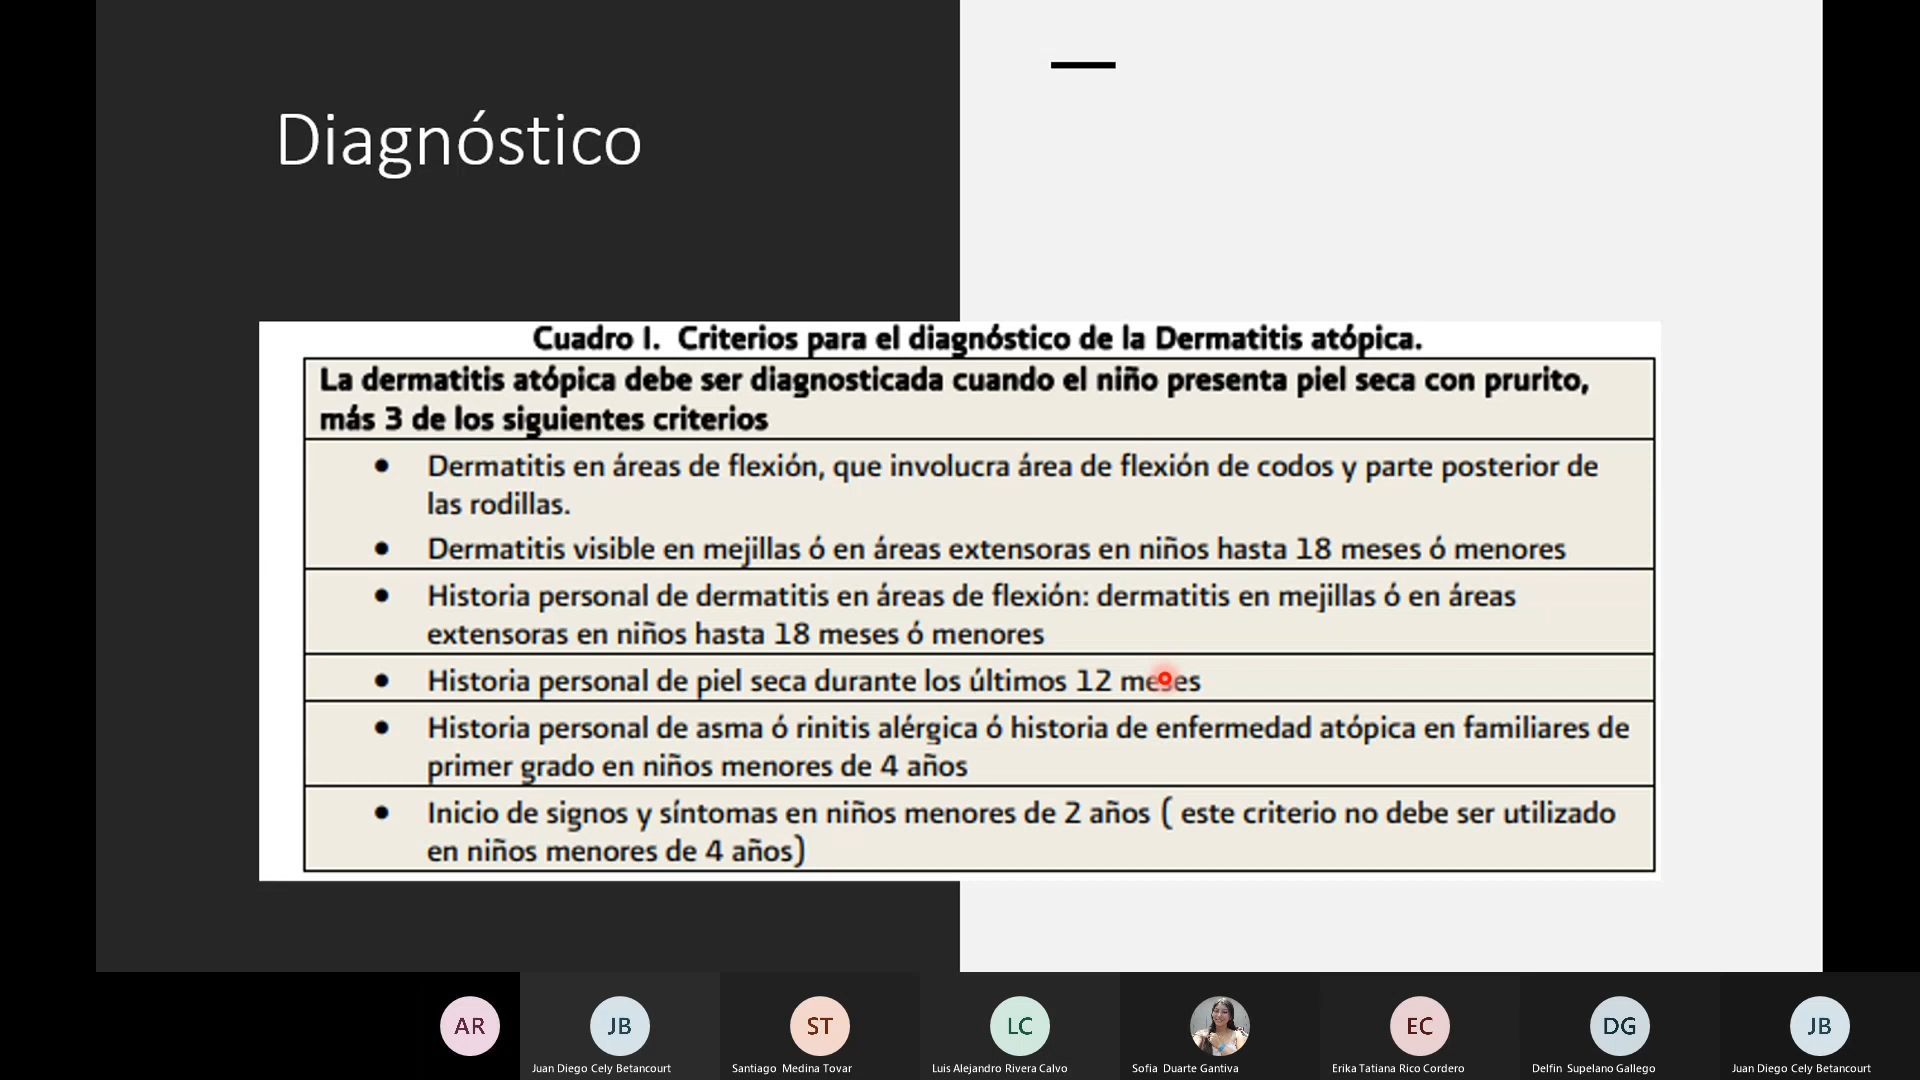 Diagnóstico
Cuadro I. Criterios para el diagnóstico de la Dermatitis atópica.
La dermatitis atópica debe ser diagnosticada cuando el niño presenta piel seca con prurito,
más 3 de los siguientes criterios
• Dermatitis en áreas de flexión, que involucra área de flexión de codos y parte posterior de
las rodillas.
• Dermatitis visible en mejillas ó en áreas extensoras en niños hasta 18 meses ó menores
• Historia personal de dermatitis en áreas de flexión: dermatitis en mejillas ó en áreas
extensoras en niños hasta 18 meses ó menores
• Historia personal de piel seca durante los últimos 12 meses
• Historia personal de asma ó rinitis alérgica ó historia de enfermedad atópica en familiares de
primer grado en niños menores de 4 años
• Inicio de signos y síntomas en niños menores de 2 años ( este criterio no debe ser utilizado
en niños menores de 4 años)
AR
JB
ST
LC
EC
DG
JB
Juan Diego Cely Betancourt
Santiago Medina Tovar
Luis Alejandro Rivera Calvo
Sofia Duarte Gantiva
Erika Tatiana Rico Cordero
Delfin Supelano Gallego
Juan Diego Cely Betancourt